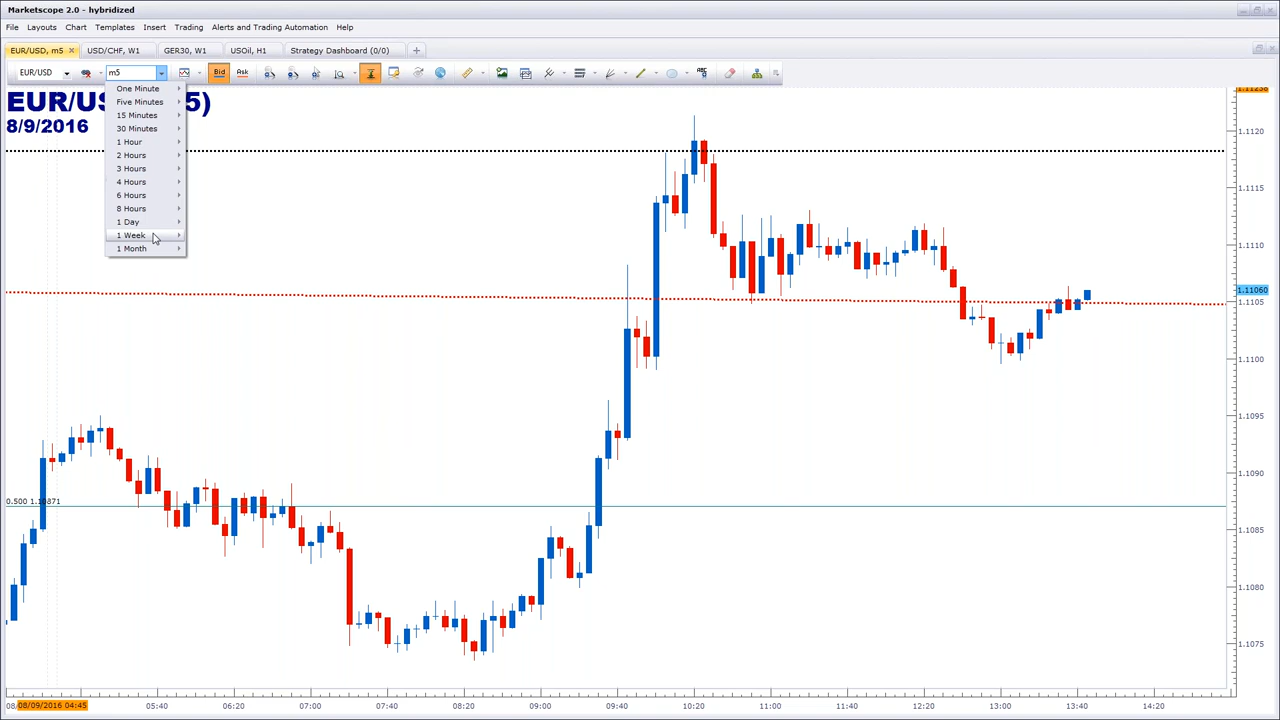 Marketscope 2.0 - hybridized
File Layouts Chart Templates Insert Trading Alerts and Trading Automation Help
EUR/USD, m5 USD/CHF, W1 GER30, W1 USOil, H1 Strategy Dashboard (0/0)
EUR/USD m5 Bid Ask ABC
One Minute
Five Minutes
15 Minutes
30 Minutes
1 Hour
2 Hours
3 Hours
4 Hours
6 Hours
8 Hours
1 Day
1 Week
1 Month
8/9/2016
1.1120
1.1115
1.1110
1.11060
1.1105
1.1100
1.1095
1.1090
0.500 1.10871
1.1085
1.1080
1.1075
08/09/2016 04:45 05:40 06:20 07:00 07:40 08:20 09:00 09:40 10:20 11:00 11:40 12:20 13:00 13:40 14:20